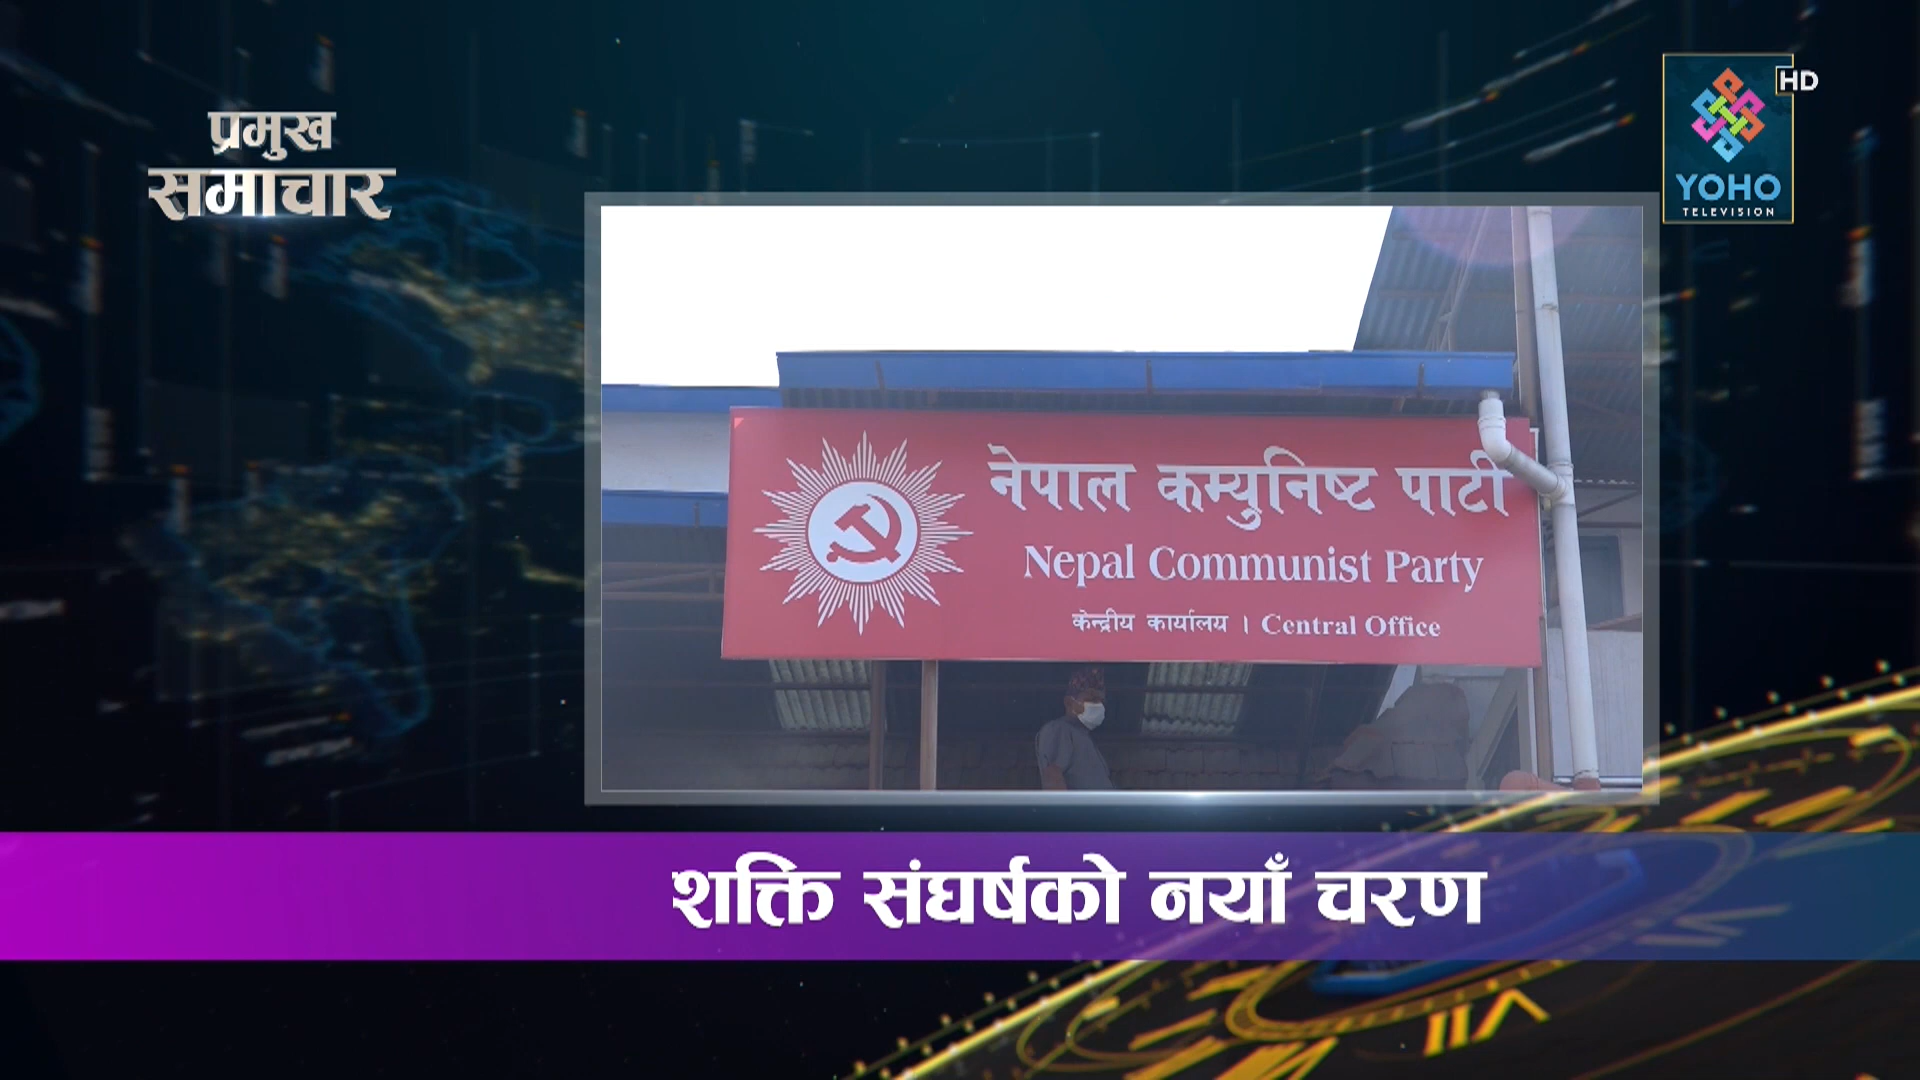 प्रमुख
समाचार
HD
YOHO
TELEVISION
नेपाल कम्युनिष्ट पार्टी
Nepal Communist Party
केन्द्रीय कार्यालय । Central Office
शक्ति संघर्षको नयाँ चरण